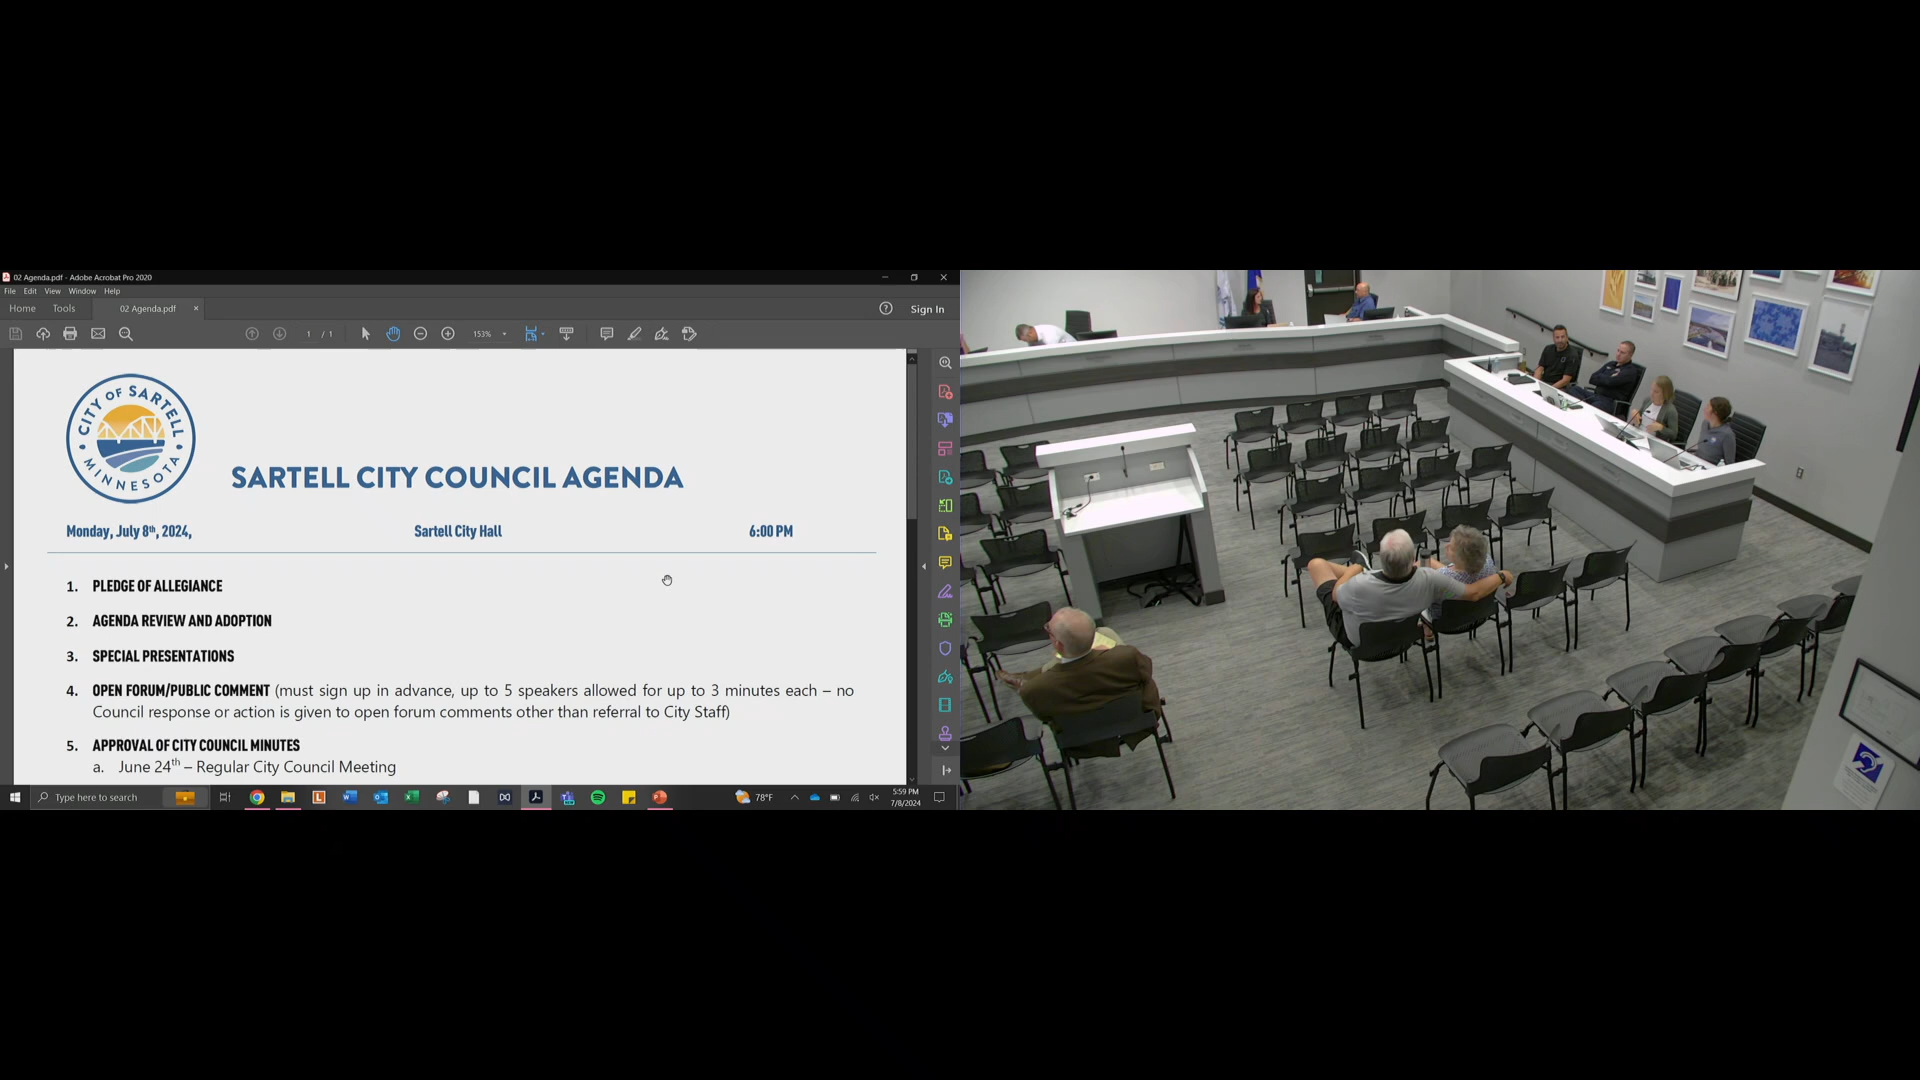 02 Agenda.pdf - Adobe Acrobat Pro 2020
File Edit View Window Help
Home Tools 02 Agenda.pdf × Sign In
1 / 1 153%
CITY OF SARTELL
MINNESOTA
SARTELL CITY COUNCIL AGENDA
Monday, July 8th, 2024, Sartell City Hall 6:00 PM
1. PLEDGE OF ALLEGIANCE
2. AGENDA REVIEW AND ADOPTION
3. SPECIAL PRESENTATIONS
4. OPEN FORUM/PUBLIC COMMENT (must sign up in advance, up to 5 speakers allowed for up to 3 minutes each – no
Council response or action is given to open forum comments other than referral to City Staff)
5. APPROVAL OF CITY COUNCIL MINUTES
a. June 24th – Regular City Council Meeting
Type here to search 78°F
5:59 PM
7/8/2024